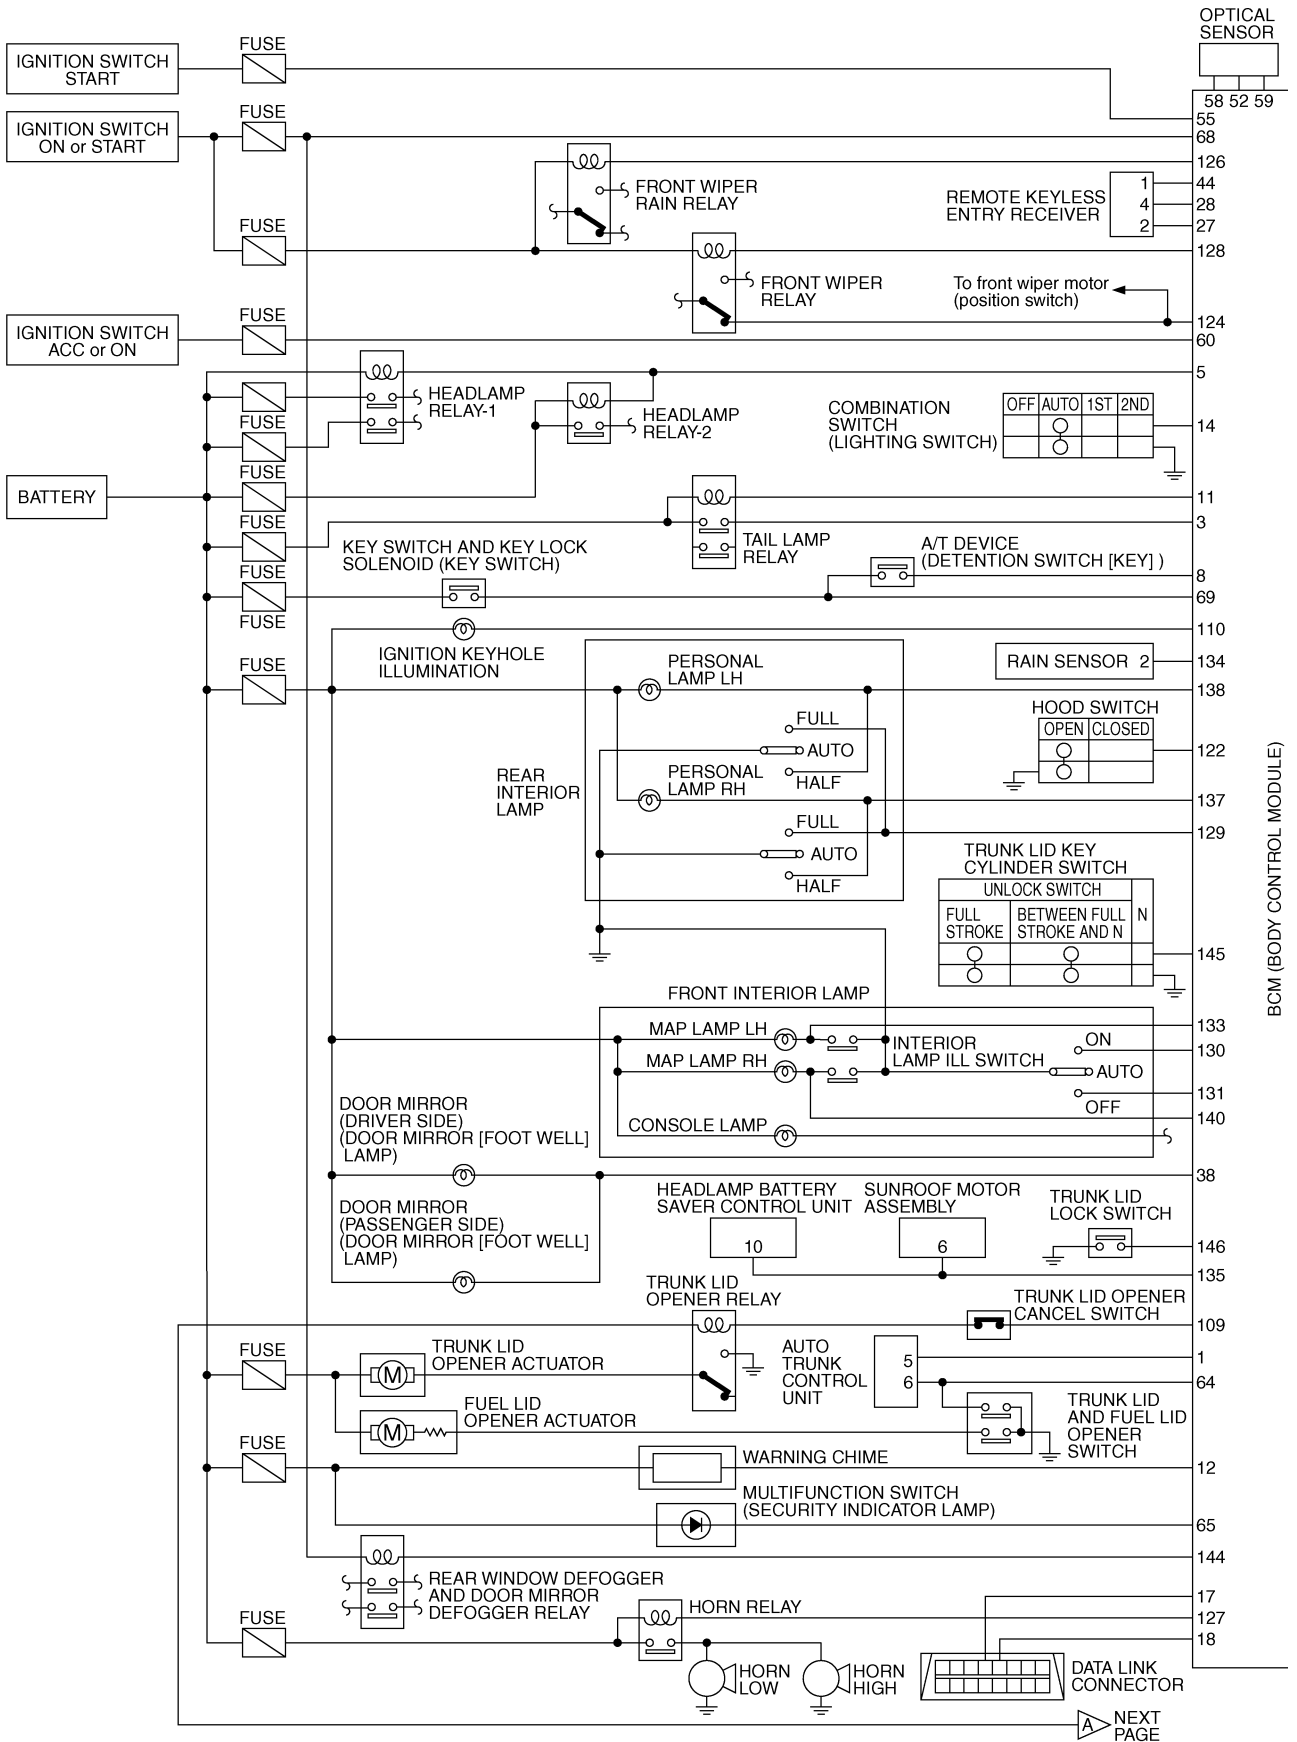 OPTICAL
SENSOR
58 52 59
IGNITION SWITCH
START
FUSE
55
IGNITION SWITCH
ON or START
FUSE
68
126
FRONT WIPER
RAIN RELAY
REMOTE KEYLESS
ENTRY RECEIVER
1
44
4
28
2
27
FUSE
128
FRONT WIPER
RELAY
To front wiper motor
(position switch)
124
IGNITION SWITCH
ACC or ON
FUSE
60
5
HEADLAMP
RELAY-1
HEADLAMP
RELAY-2
COMBINATION
SWITCH
(LIGHTING SWITCH)
OFF AUTO 1ST 2ND
14
FUSE
FUSE
BATTERY
11
FUSE
3
TAIL LAMP
RELAY
KEY SWITCH AND KEY LOCK
SOLENOID (KEY SWITCH)
A/T DEVICE
(DETENTION SWITCH [KEY] )
8
FUSE
69
FUSE
110
IGNITION KEYHOLE
ILLUMINATION
RAIN SENSOR 2
134
FUSE
PERSONAL
LAMP LH
138
HOOD SWITCH
OPEN CLOSED
122
FULL
AUTO
HALF
REAR
INTERIOR
LAMP
PERSONAL
LAMP RH
137
FULL
129
AUTO
HALF
TRUNK LID KEY
CYLINDER SWITCH
UNLOCK SWITCH
FULL
STROKE
BETWEEN FULL
STROKE AND N
N
145
BCM (BODY CONTROL MODULE)
FRONT INTERIOR LAMP
MAP LAMP LH
133
INTERIOR
LAMP ILL SWITCH
ON
130
MAP LAMP RH
AUTO
131
OFF
140
CONSOLE LAMP
DOOR MIRROR
(DRIVER SIDE)
(DOOR MIRROR [FOOT WELL]
LAMP)
38
DOOR MIRROR
(PASSENGER SIDE)
(DOOR MIRROR [FOOT WELL]
LAMP)
HEADLAMP BATTERY
SAVER CONTROL UNIT
10
SUNROOF MOTOR
ASSEMBLY
6
TRUNK LID
LOCK SWITCH
146
135
TRUNK LID
OPENER RELAY
TRUNK LID OPENER
CANCEL SWITCH
109
FUSE
TRUNK LID
OPENER ACTUATOR
M
AUTO
TRUNK
CONTROL
UNIT
5
1
6
64
FUEL LID
OPENER ACTUATOR
M
TRUNK LID
AND FUEL LID
OPENER
SWITCH
FUSE
WARNING CHIME
12
MULTIFUNCTION SWITCH
(SECURITY INDICATOR LAMP)
65
144
REAR WINDOW DEFOGGER
AND DOOR MIRROR
DEFOGGER RELAY
17
HORN RELAY
127
FUSE
18
HORN
LOW
HORN
HIGH
DATA LINK
CONNECTOR
A
NEXT
PAGE